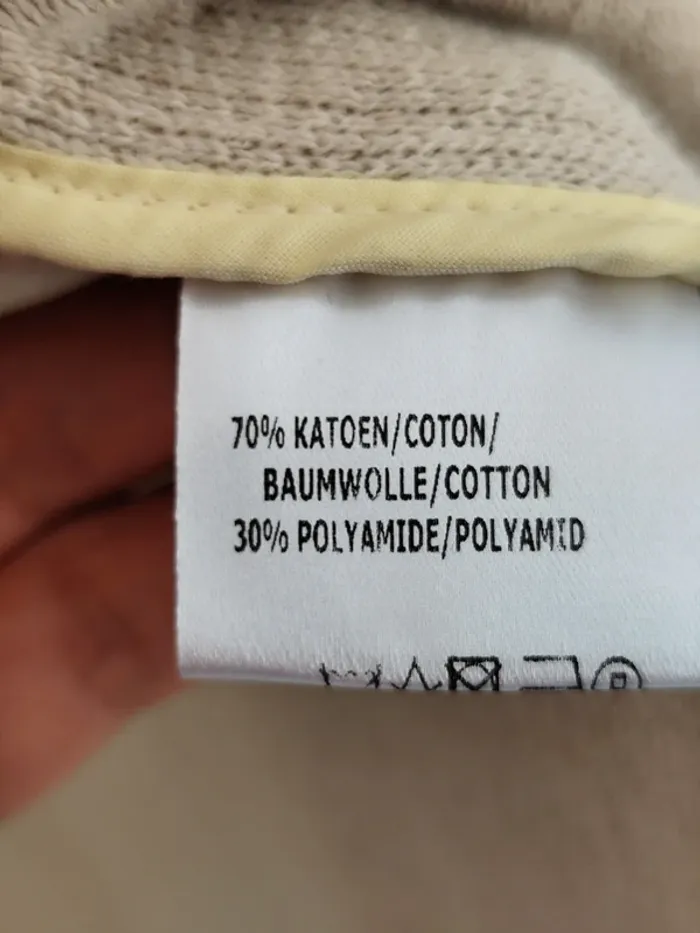 70% KATOEN/COTON/
BAUMWOLLE/COTTON
30% POLYAMIDE/POLYAMID